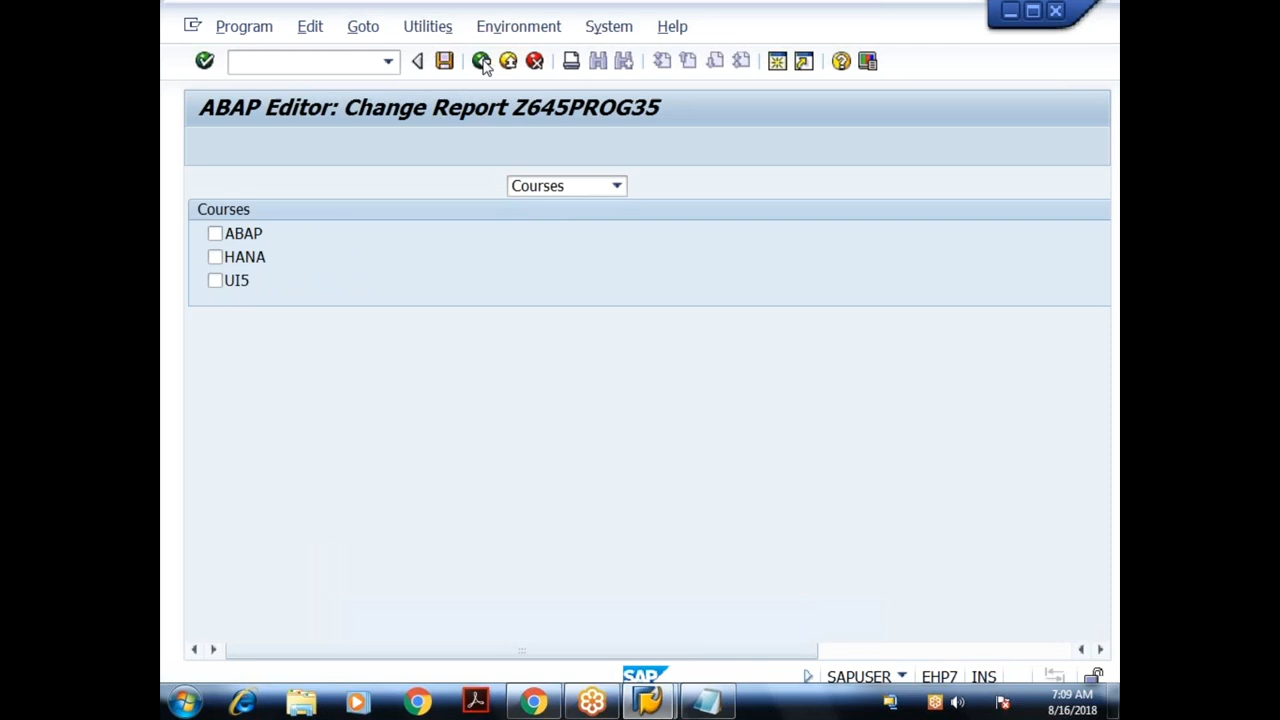 Program Edit Goto Utilities Environment System Help
ABAP Editor: Change Report Z645PROG35
Courses
Courses
ABAP
HANA
UI5
SAP
SAPUSER EHP7 INS
7:09 AM
8/16/2018